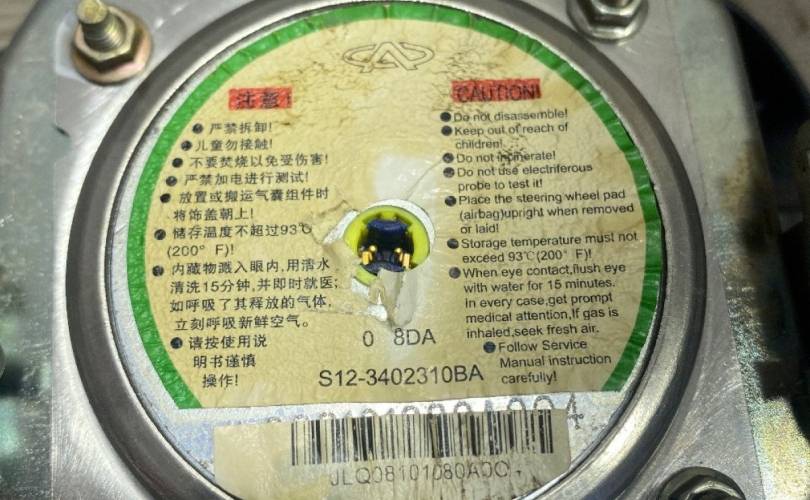 注意!
严禁拆卸!
儿童勿接触!
不要焚烧以免受伤害!
严禁加电进行测试!
放置或搬运气囊组件时
将饰盖朝上!
储存温度不超过93℃
(200° F)!
内藏物溅入眼内,用活水
清洗15分钟,并即时就医;
如呼吸了其释放的气体,
立刻呼吸新鲜空气。
请按使用说
明书谨慎
操作!
CAUTION!
Do not disassemble!
Keep out of reach of
children!
Do not incinerate!
Do not use electriferous
probe to test it!
Place the steering wheel pad
(airbag)upright when removed
or laid!
Storage temperature must not
exceed 93℃(200° F)!
When eye contact,flush eye
with water for 15 minutes.
In every case,get prompt
medical attention,If gas is
inhaled,seek fresh air.
Follow Service
Manual instruction
carefully!
0 8DA
S12-3402310BA